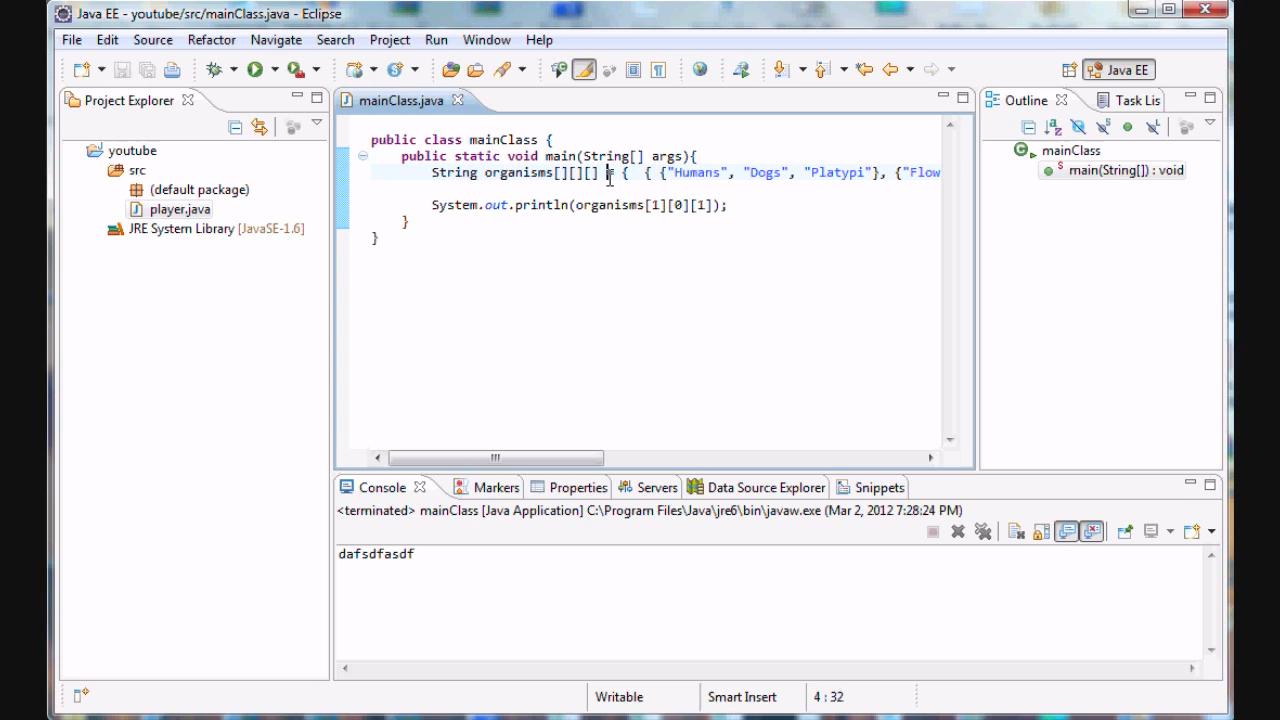 Java EE - youtube/src/mainClass.java - Eclipse
File Edit Source Refactor Navigate Search Project Run Window Help
Java EE
Project Explorer
youtube
src
(default package)
player.java
JRE System Library [JavaSE-1.6]
mainClass.java
public class mainClass {
public static void main(String[] args){
String organisms[][][] = { { {"Humans", "Dogs", "Platypi"}, {"Flow
System.out.println(organisms[1][0][1]);
}
}
Outline Task Lis
mainClass
main(String[]) : void
Console Markers Properties Servers Data Source Explorer Snippets
<terminated> mainClass [Java Application] C:\Program Files\Java\jre6\bin\javaw.exe (Mar 2, 2012 7:28:24 PM)
dafsdfasdf
Writable Smart Insert 4 : 32